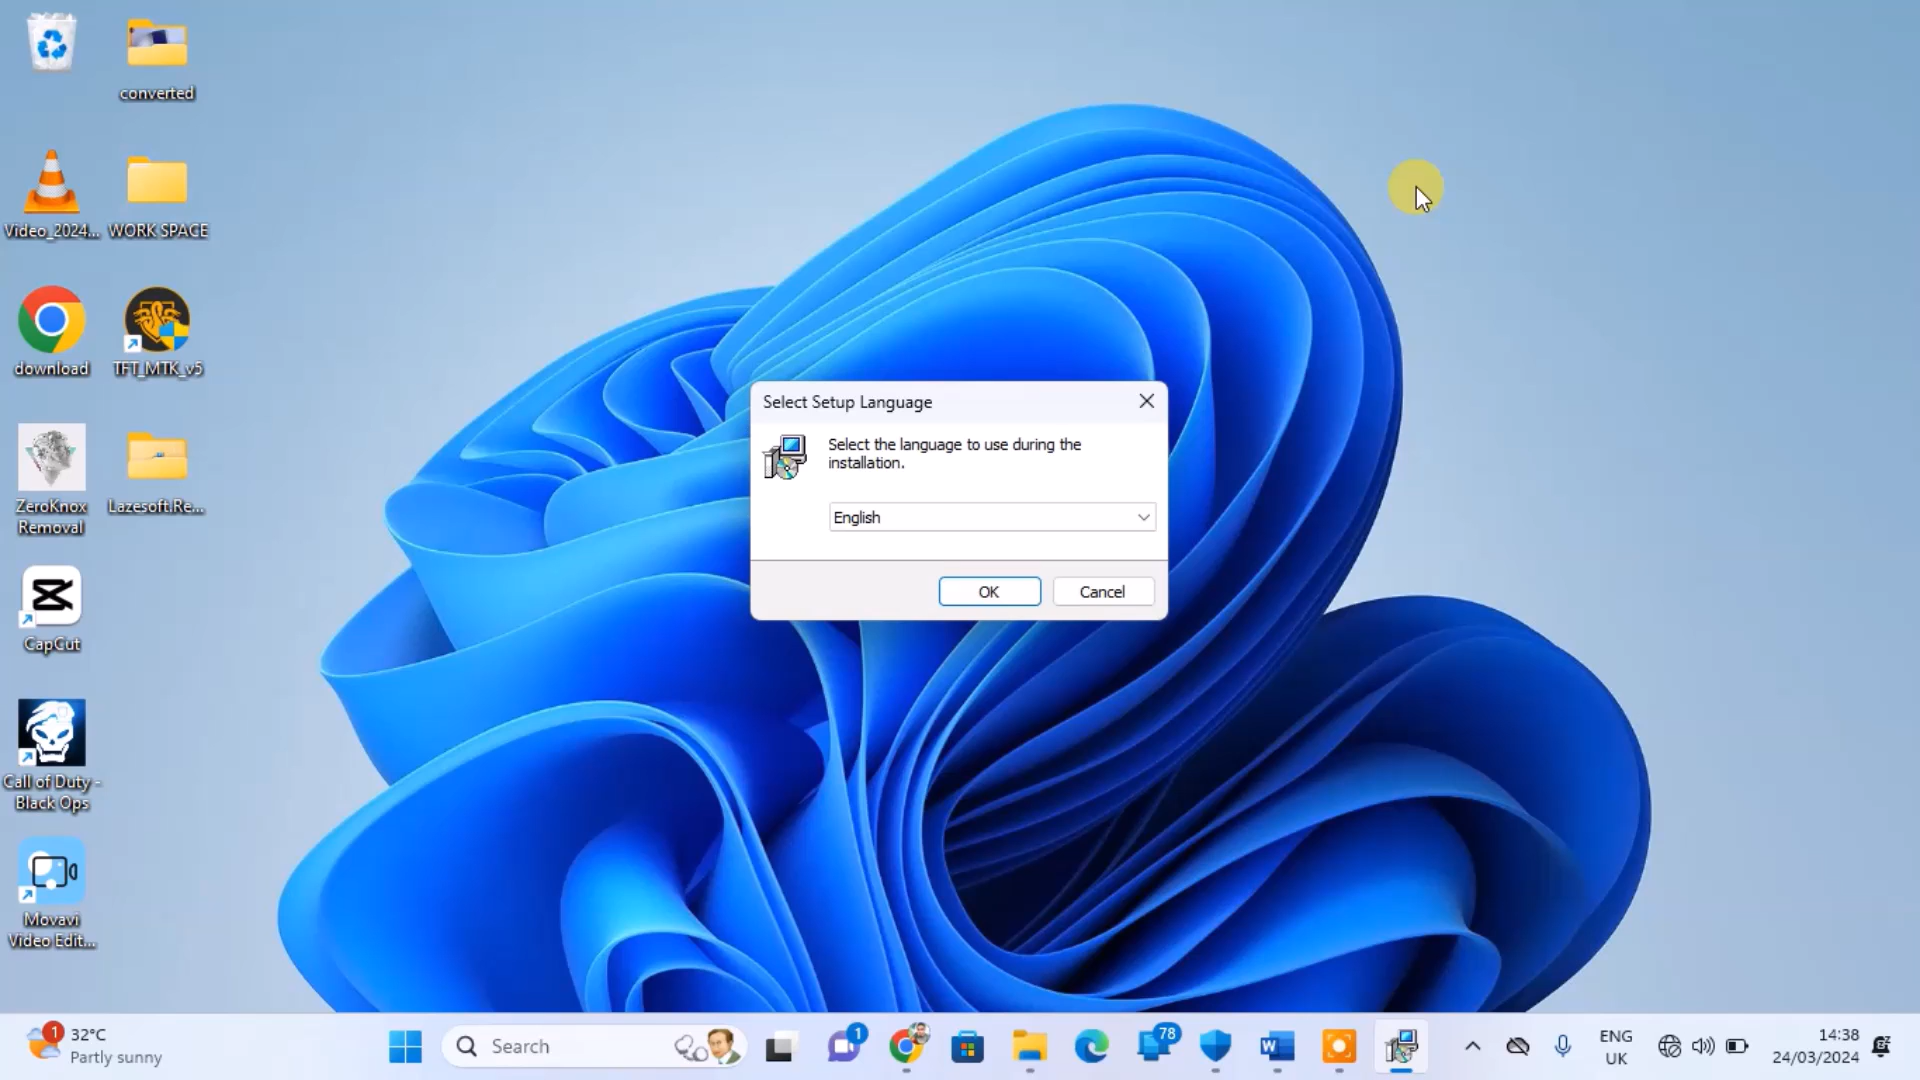 converted
Video_2024...
WORK SPACE
download
TFT_MTK_v5
ZeroKnox
Removal
Lazesoft.Re...
CapCut
Call of Duty -
Black Ops
Movavi
Video Edit...
Select Setup Language
Select the language to use during the
installation.
English
OK
Cancel
1
32°C
Partly sunny
Search
1
78
ENG
UK
14:38
24/03/2024